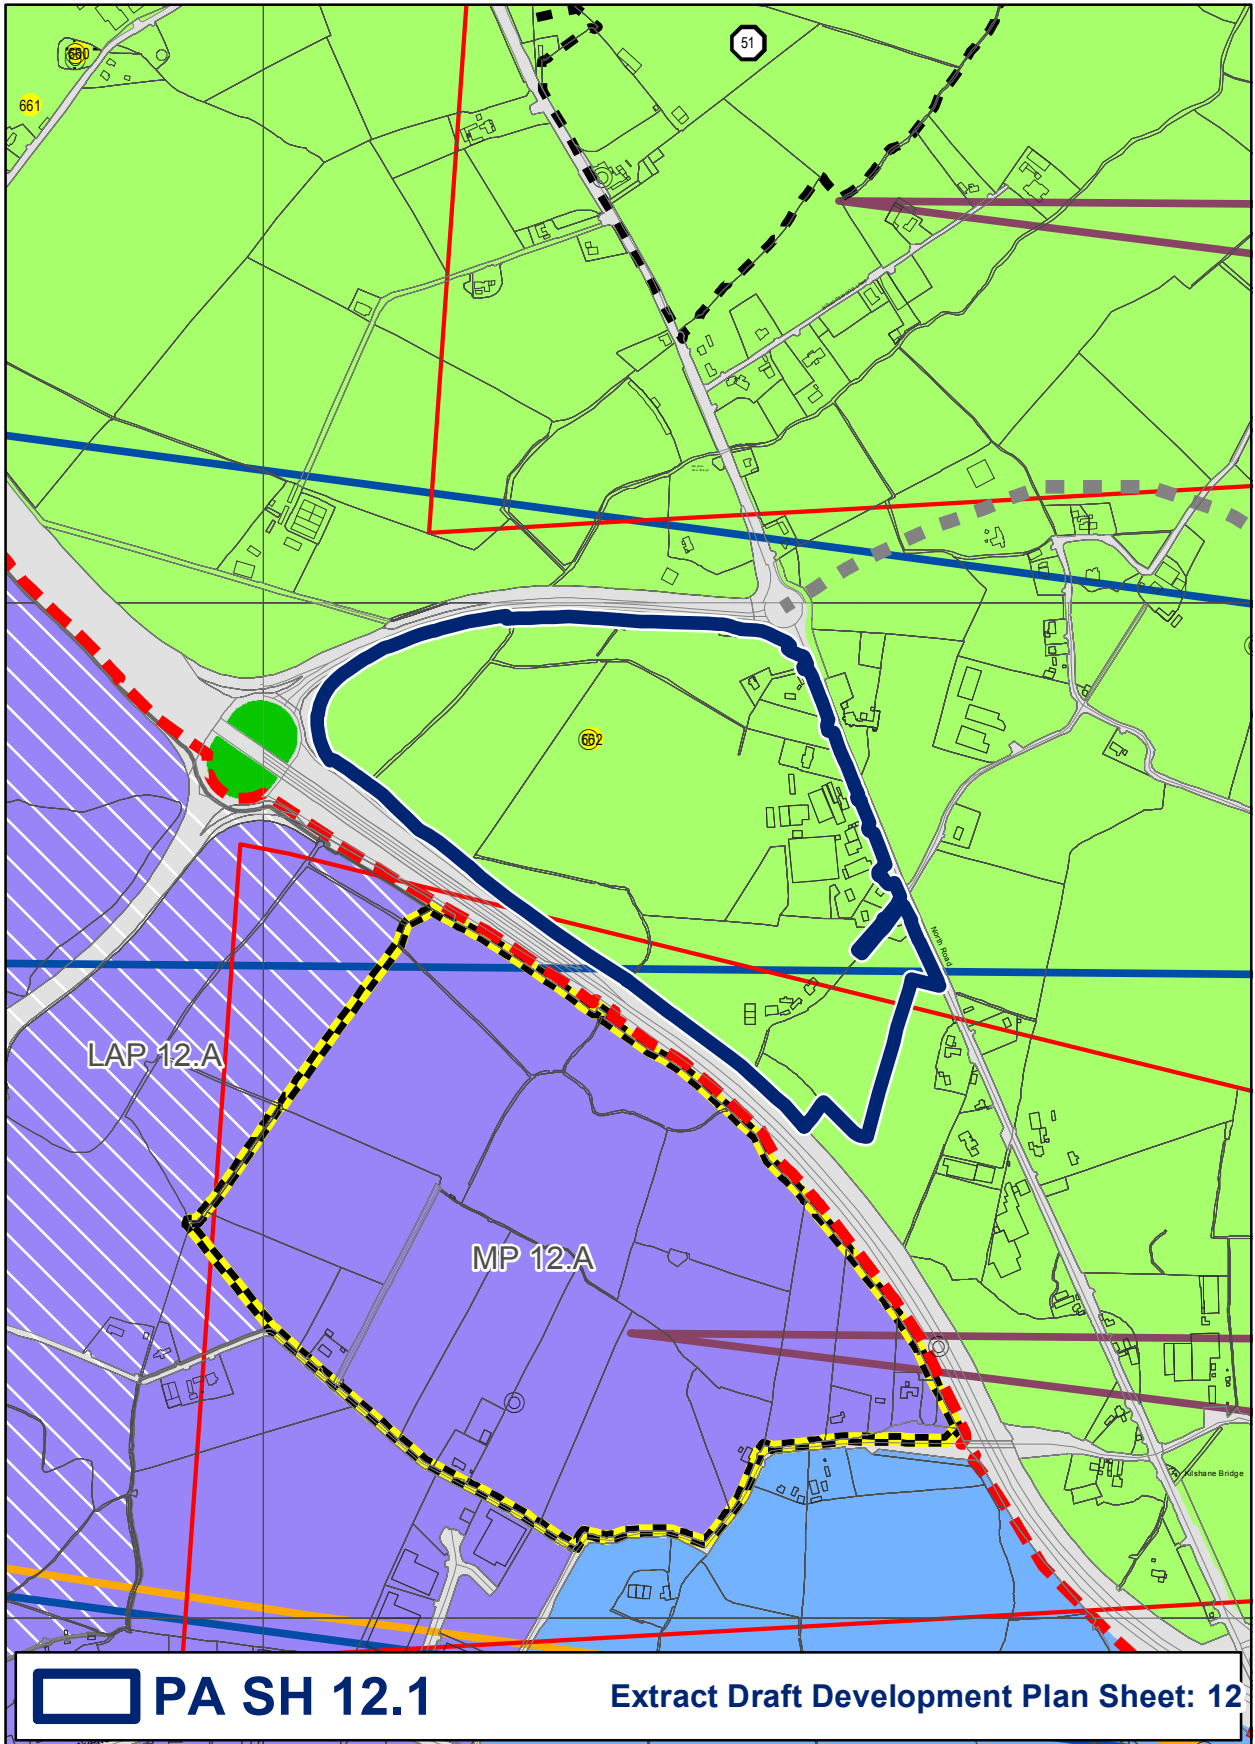 51
660
661
662
North Road
LAP 12.A
MP 12.A
Kilshane Bridge
PA SH 12.1
Extract Draft Development Plan Sheet: 12